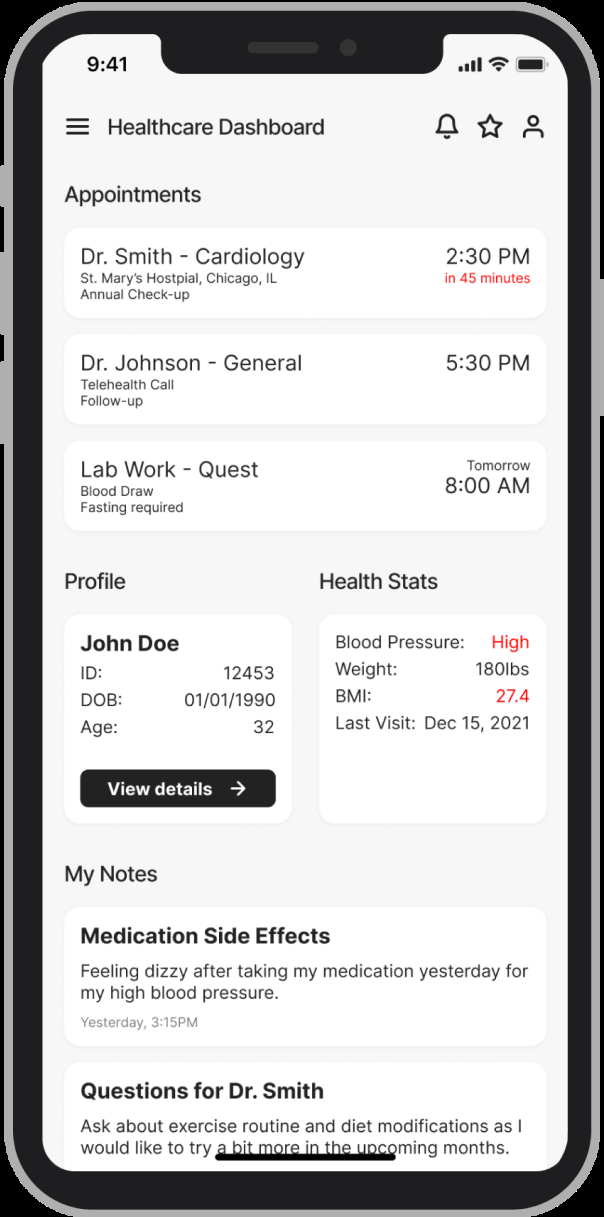 9:41
Healthcare Dashboard
Appointments
Dr. Smith - Cardiology 2:30 PM
St. Mary's Hostpial, Chicago, IL in 45 minutes
Annual Check-up
Dr. Johnson - General 5:30 PM
Telehealth Call
Follow-up
Lab Work - Quest Tomorrow
Blood Draw 8:00 AM
Fasting required
Profile
John Doe
ID: 12453
DOB: 01/01/1990
Age: 32
View details
Health Stats
Blood Pressure: High
Weight: 180lbs
BMI: 27.4
Last Visit: Dec 15, 2021
My Notes
Medication Side Effects
Feeling dizzy after taking my medication yesterday for
my high blood pressure.
Yesterday, 3:15PM
Questions for Dr. Smith
Ask about exercise routine and diet modifications as I
would like to try a bit more in the upcoming months.